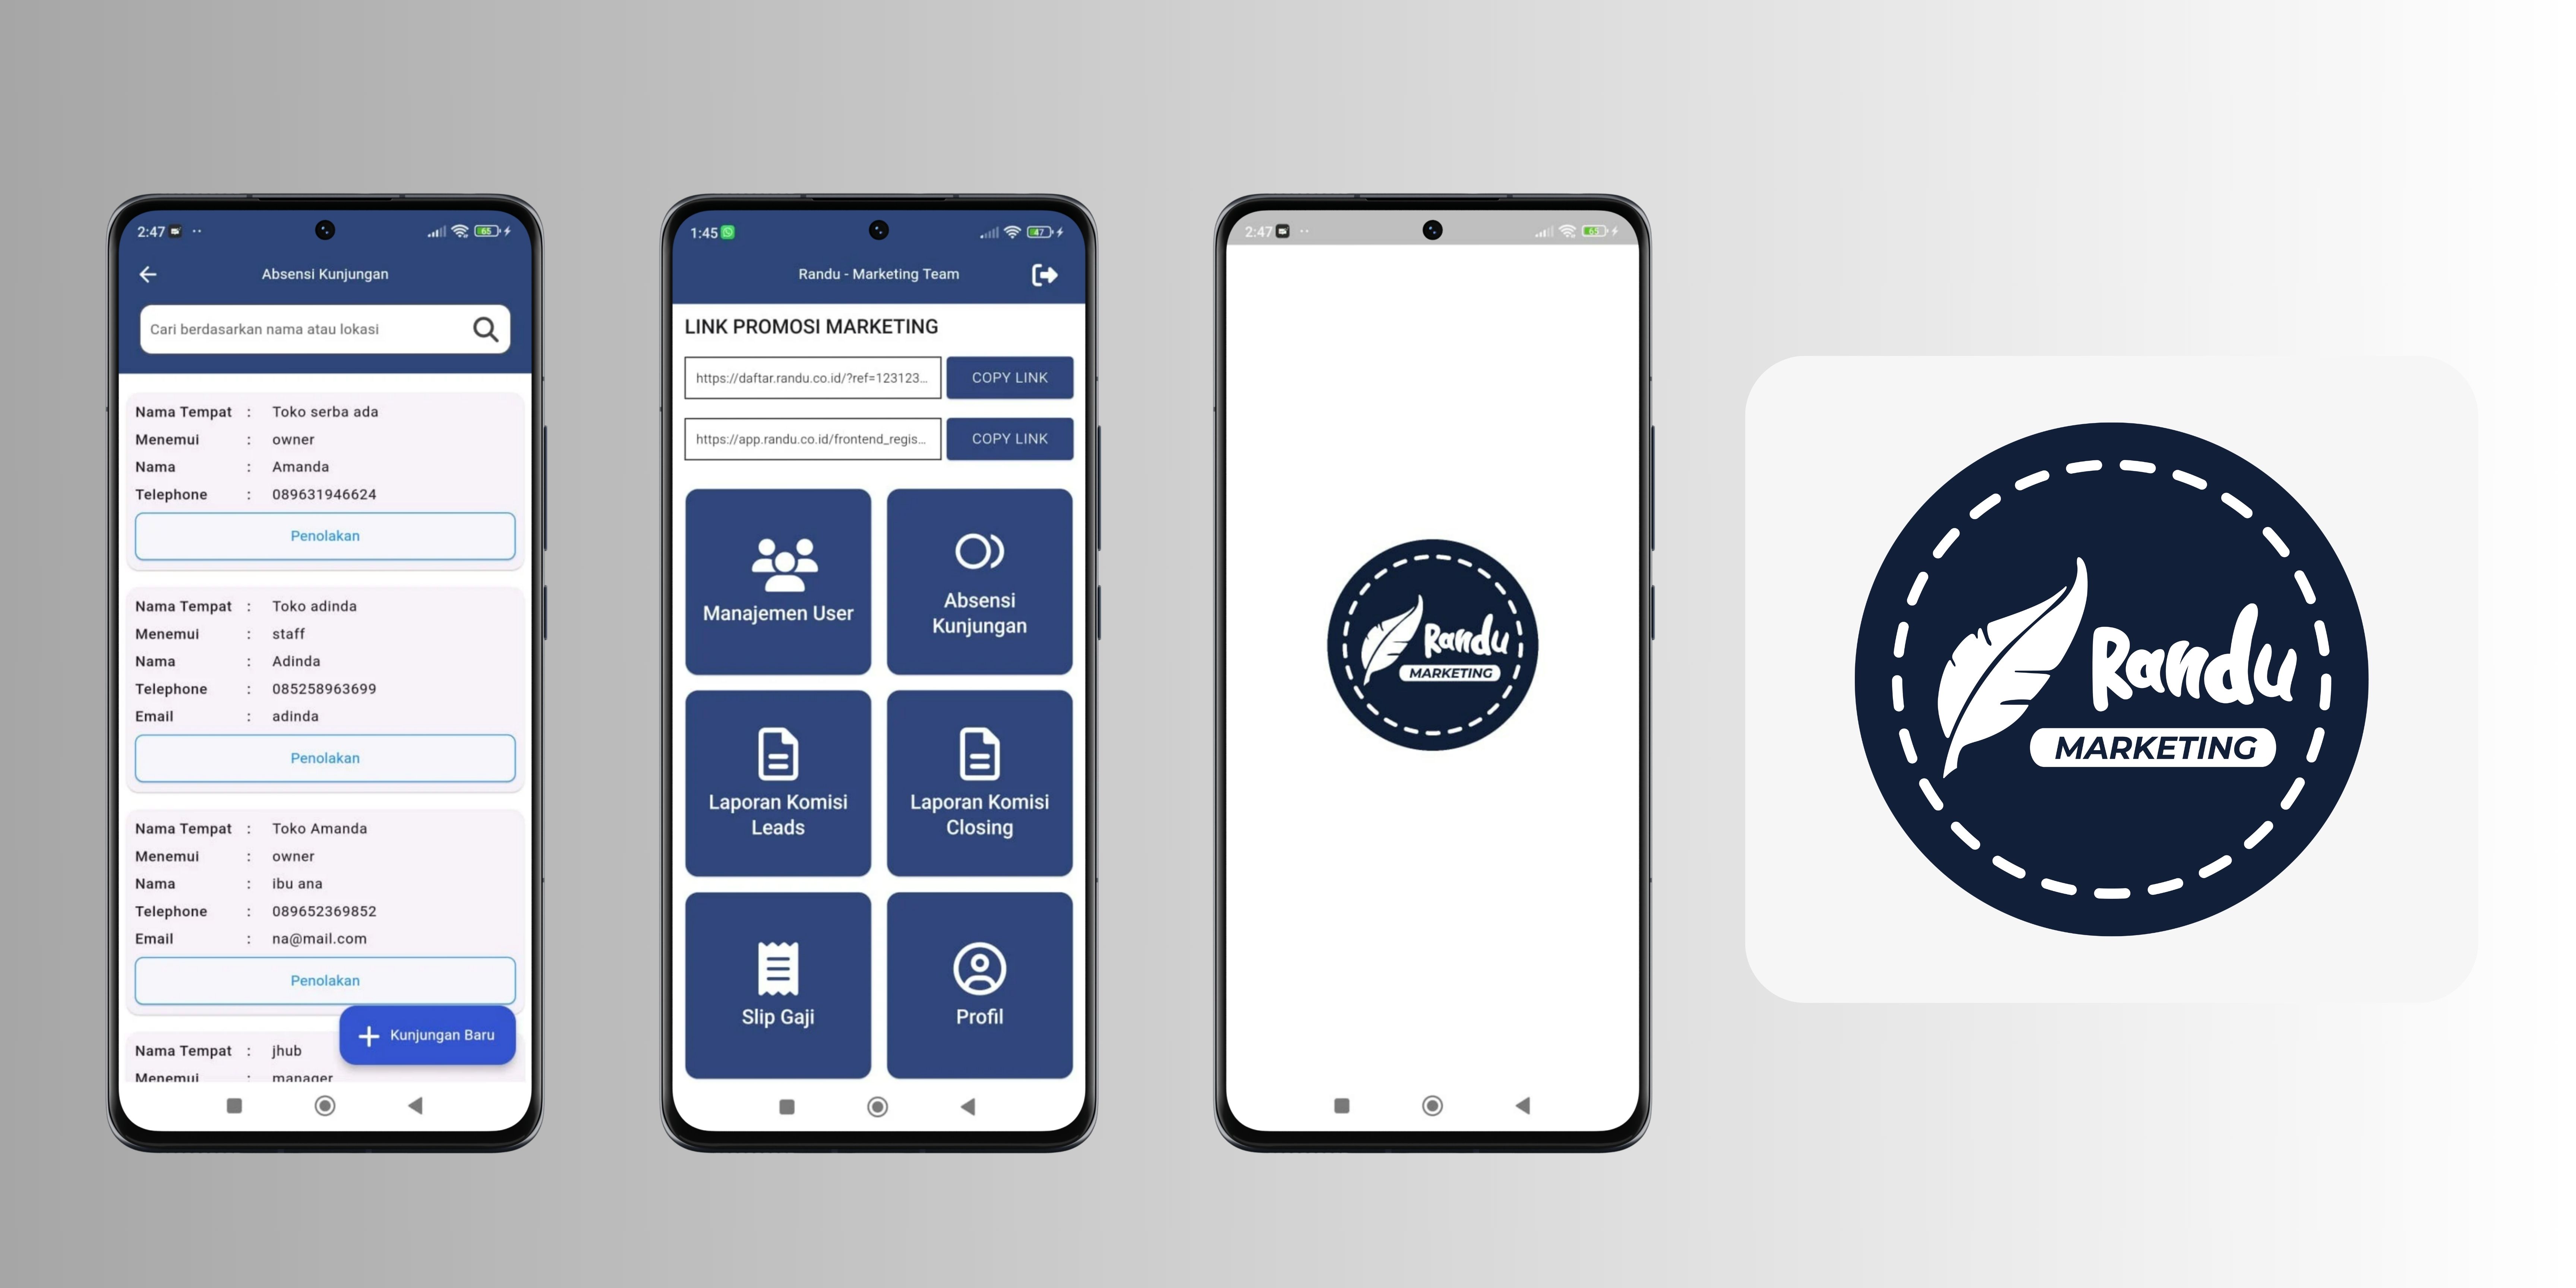 2:47
65
Absensi Kunjungan
Cari berdasarkan nama atau lokasi
Nama Tempat : Toko serba ada
Menemui : owner
Nama : Amanda
Telephone : 089631946624
Penolakan
Nama Tempat : Toko adinda
Menemui : staff
Nama : Adinda
Telephone : 085258963699
Email : adinda
Penolakan
Nama Tempat : Toko Amanda
Menemui : owner
Nama : ibu ana
Telephone : 089652369852
Email : na@mail.com
Penolakan
Kunjungan Baru
Nama Tempat : jhub
Menemui : manager
1:45
47
Randu - Marketing Team
LINK PROMOSI MARKETING
https://daftar.randu.co.id/?ref=123123...
COPY LINK
https://app.randu.co.id/frontend_regis...
COPY LINK
Manajemen User
Absensi
Kunjungan
Laporan Komisi
Leads
Laporan Komisi
Closing
Slip Gaji
Profil
2:47
65
Randu
MARKETING
Randu
MARKETING